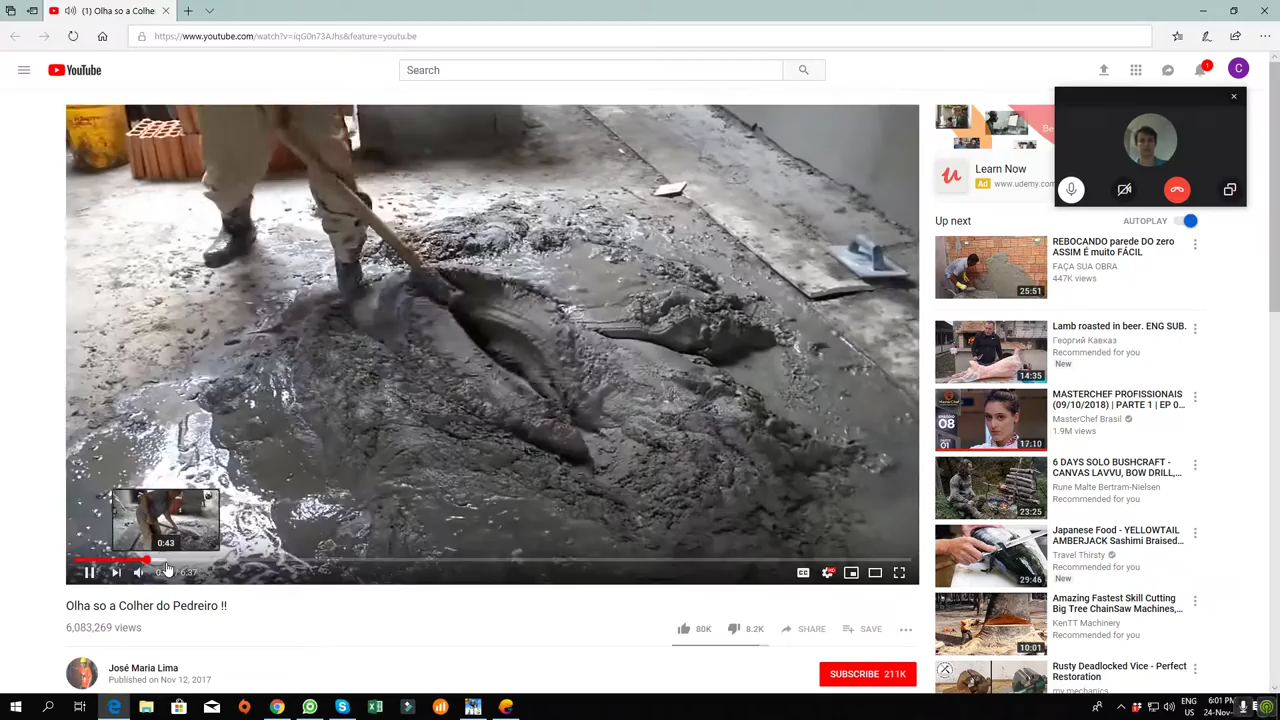 (1) Olha so a Colher
https://www.youtube.com/watch?v=iqG0n73AJhs&feature=youtu.be
YouTube
Search
1
C
Be
Learn Now
Ad www.udemy.com
Up next
AUTOPLAY
REBOCANDO parede DO zero
ASSIM É muito FÁCIL
FAÇA SUA OBRA
447K views
25:51
Lamb roasted in beer. ENG SUB.
Георгий Кавказ
Recommended for you
New
14:35
MASTERCHEF PROFISSIONAIS
(09/10/2018) | PARTE 1 | EP 0...
MasterChef Brasil
1.9M views
17:10
6 DAYS SOLO BUSHCRAFT -
CANVAS LAVVU, BOW DRILL,...
Rune Malte Bertram-Nielsen
Recommended for you
23:25
Japanese Food - YELLOWTAIL
AMBERJACK Sashimi Braised...
Travel Thirsty
Recommended for you
New
29:46
Amazing Fastest Skill Cutting
Big Tree ChainSaw Machines,...
KenTT Machinery
Recommended for you
10:01
Rusty Deadlocked Vice - Perfect
Restoration
my mechanics
0:43
6:37
Olha so a Colher do Pedreiro !!
6,083,269 views
80K
8.2K
SHARE
SAVE
José Maria Lima
Published on Nov 12, 2017
SUBSCRIBE 211K
ENG
US
6:01 PM
24-Nov